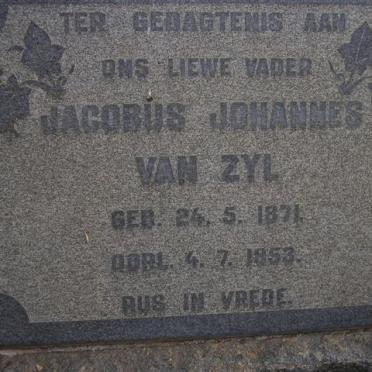 TER GEDAGTENIS AAN
ONS LIEWE VADER
JACOBUS JOHANNES
VAN ZYL
GEB. 24. 5. 1871.
OORL. 4. 7. 1953.
RUS IN VREDE.